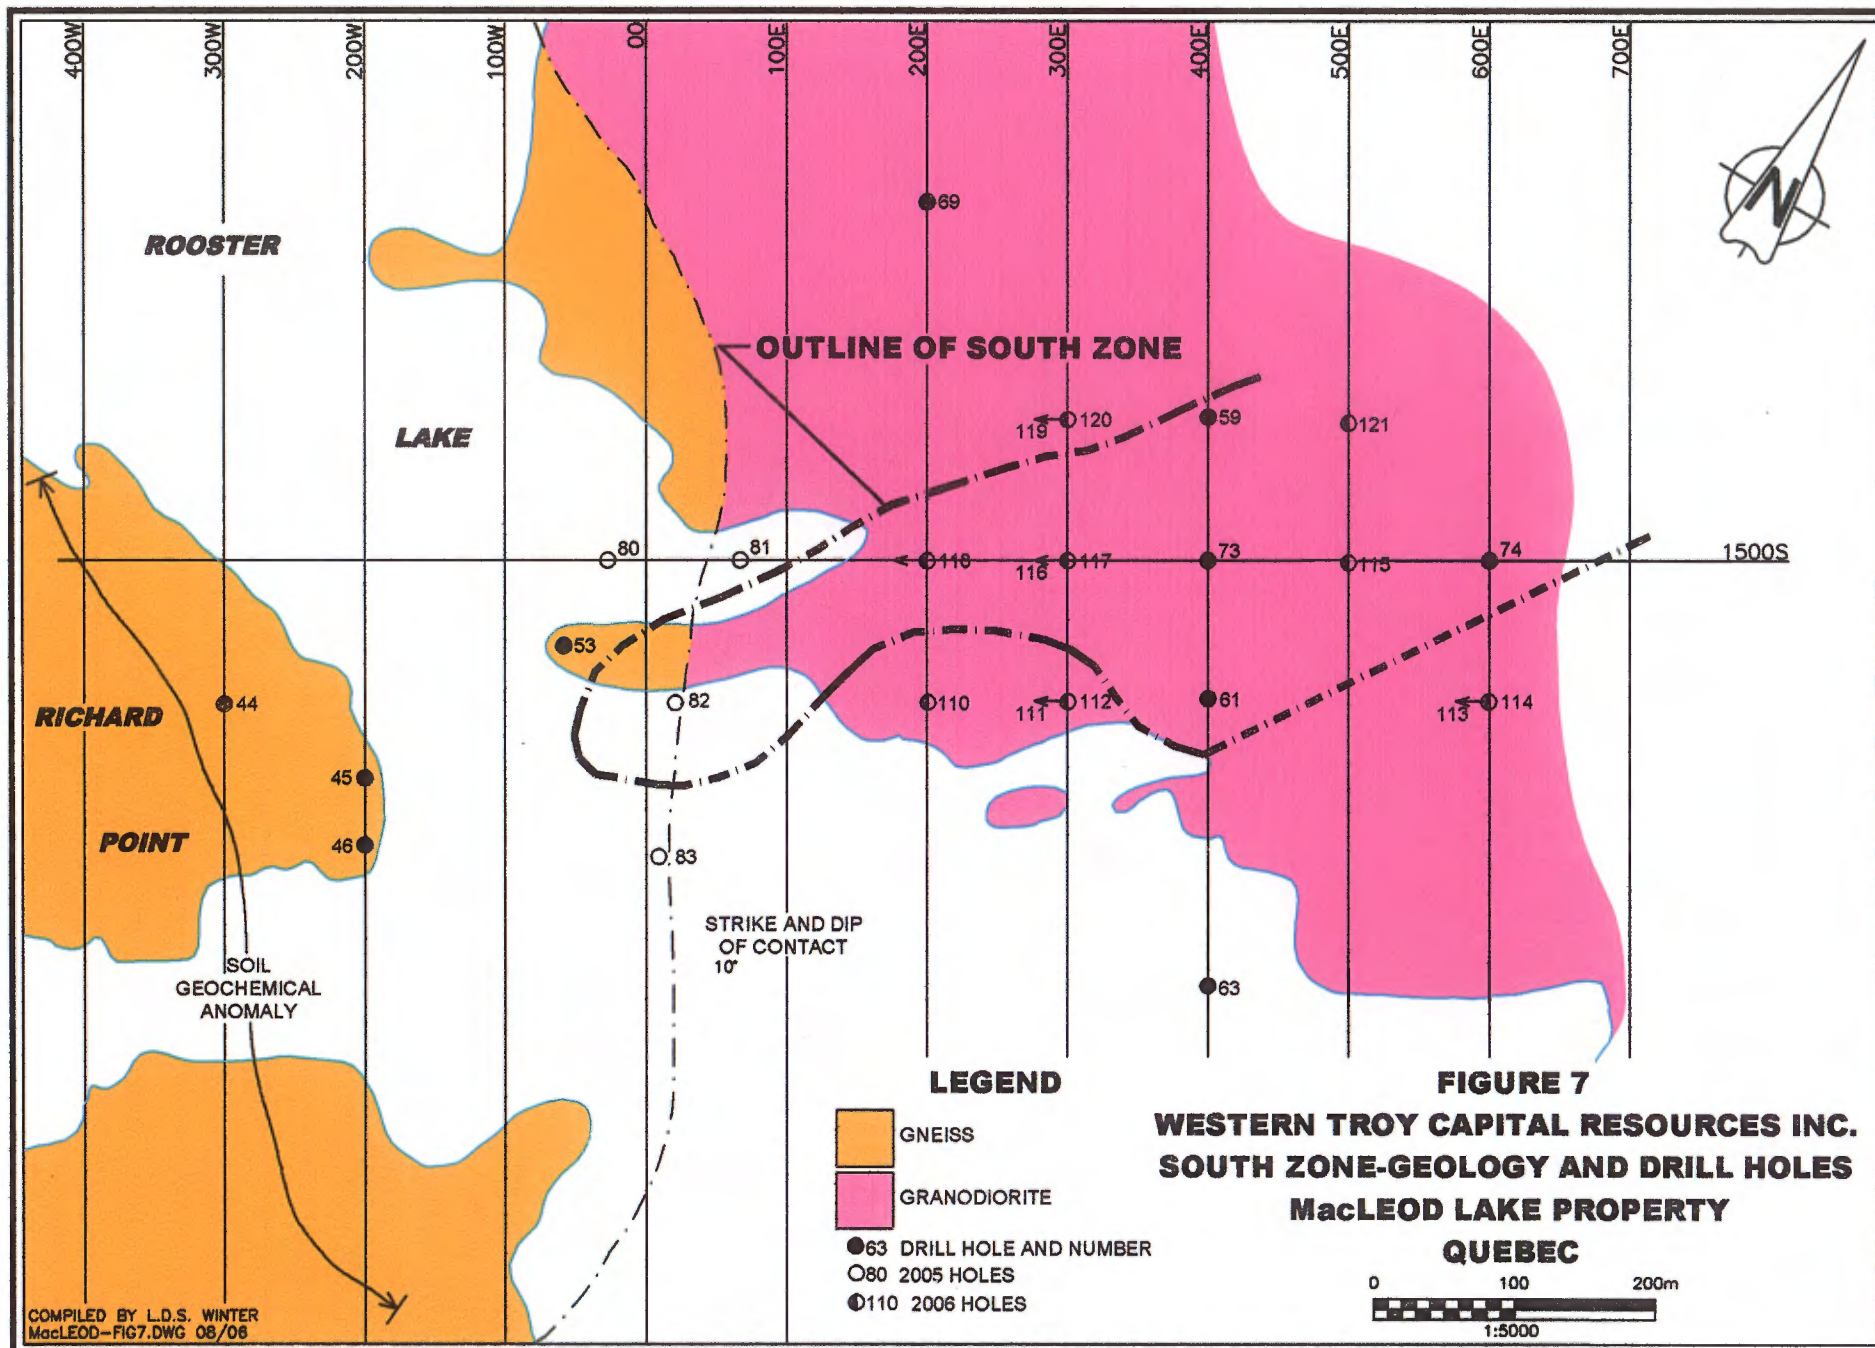 400W
300W
200W
100W
00
100E
200E
300E
400E
500E
600E
700E
N
ROOSTER
LAKE
69
OUTLINE OF SOUTH ZONE
120
119
59
121
80
81
118
116
117
73
115
74
1500S
53
44
82
110
111
112
61
113
114
RICHARD
POINT
45
46
83
STRIKE AND DIP
OF CONTACT
10°
SOIL
GEOCHEMICAL
ANOMALY
63
LEGEND
GNEISS
GRANODIORITE
63 DRILL HOLE AND NUMBER
80 2005 HOLES
110 2006 HOLES
FIGURE 7
WESTERN TROY CAPITAL RESOURCES INC.
SOUTH ZONE-GEOLOGY AND DRILL HOLES
MacLEOD LAKE PROPERTY
QUEBEC
0 100 200m
1:5000
COMPILED BY L.D.S. WINTER
MacLEOD-FIG7.DWG 08/06